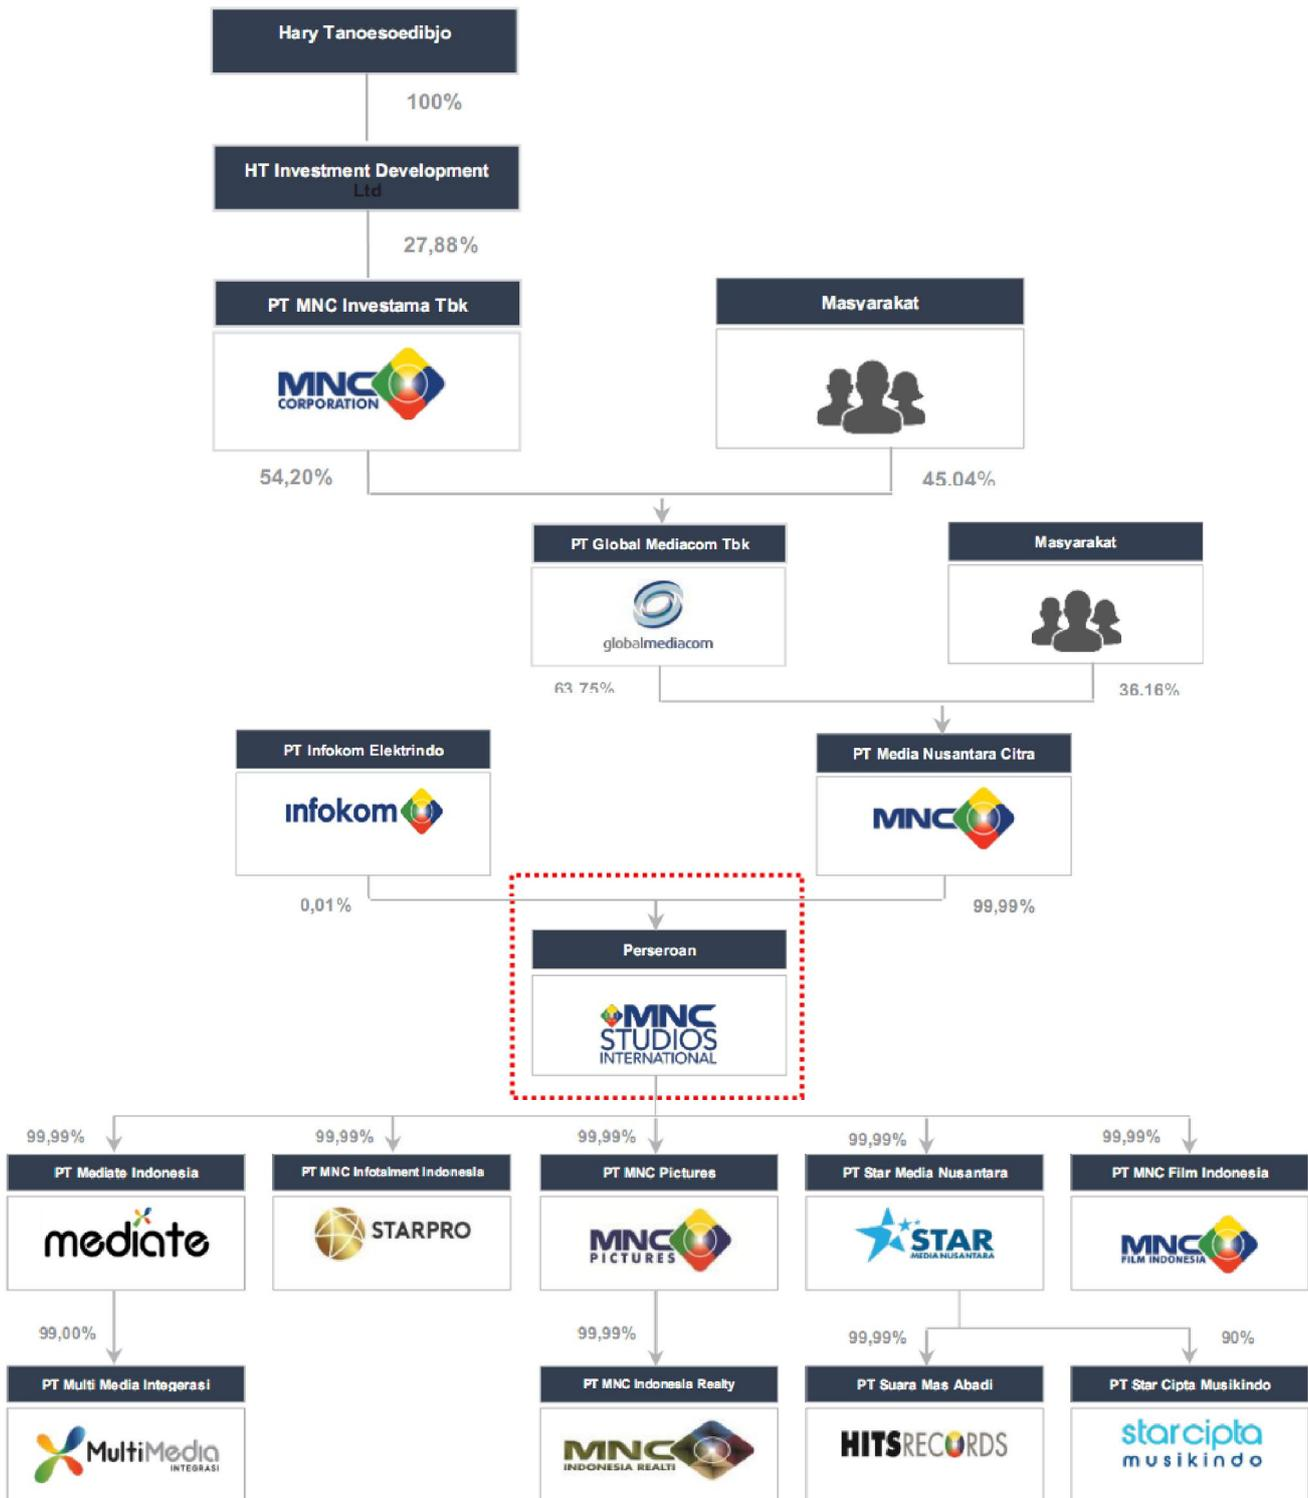 Hary Tanoesoedibjo
100%
HT Investment Development
Ltd
27,88%
PT MNC Investama Tbk
Masyarakat
MNC
CORPORATION
54,20%
45.04%
PT Global Mediacom Tbk
Masyarakat
globalmediacom
63.75%
36.16%
PT Infokom Elektrindo
PT Media Nusantara Citra
infokom
MNC
0,01%
99,99%
Perseroan
MNC
STUDIOS
INTERNATIONAL
99,99%
99,99%
99,99%
99,99%
99,99%
PT Mediate Indonesia
PT MNC Infotaiment Indonesia
PT MNC Pictures
PT Star Media Nusantara
PT MNC Film Indonesia
mediate
STARPRO
MNC
PICTURES
STAR
MEDIA NUSANTARA
MNC
FILM INDONESIA
99,00%
99,99%
99,99%
90%
PT Multi Media Integerasi
PT MNC Indonesia Realty
PT Suara Mas Abadi
PT Star Cipta Musikindo
MultiMedia
INTEGRASI
MNC
INDONESIA REALTI
HITSRECORDS
starcipta
musikindo